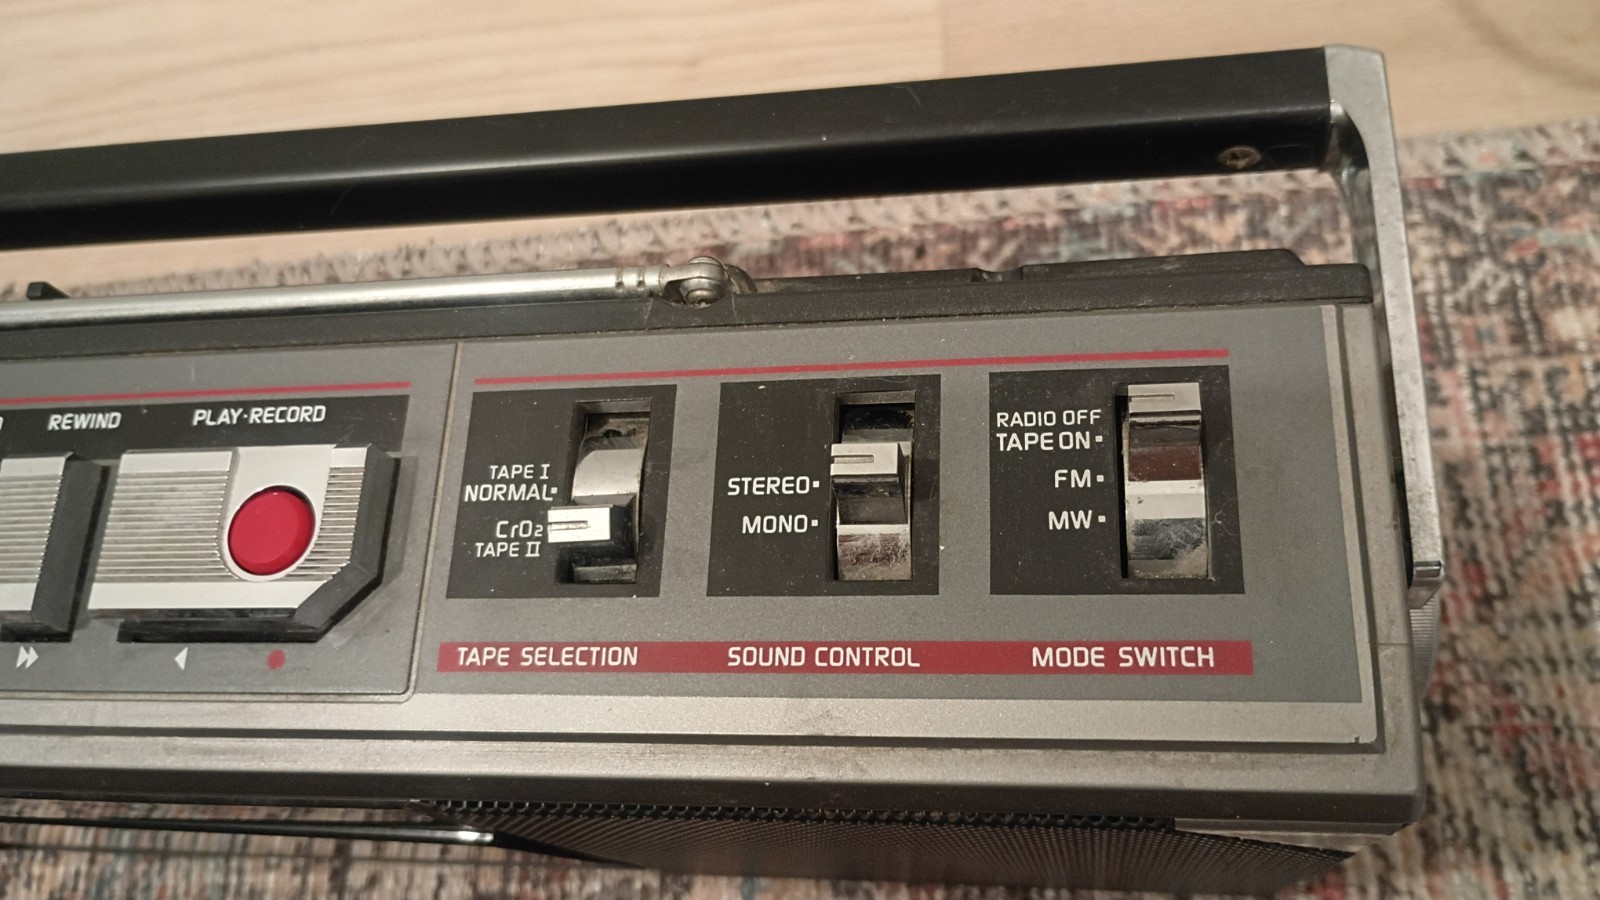 REWIND
PLAY·RECORD
TAPE I
NORMAL
CrO₂
TAPE II
TAPE SELECTION
STEREO
MONO
SOUND CONTROL
RADIO OFF
TAPE ON
FM
MW
MODE SWITCH